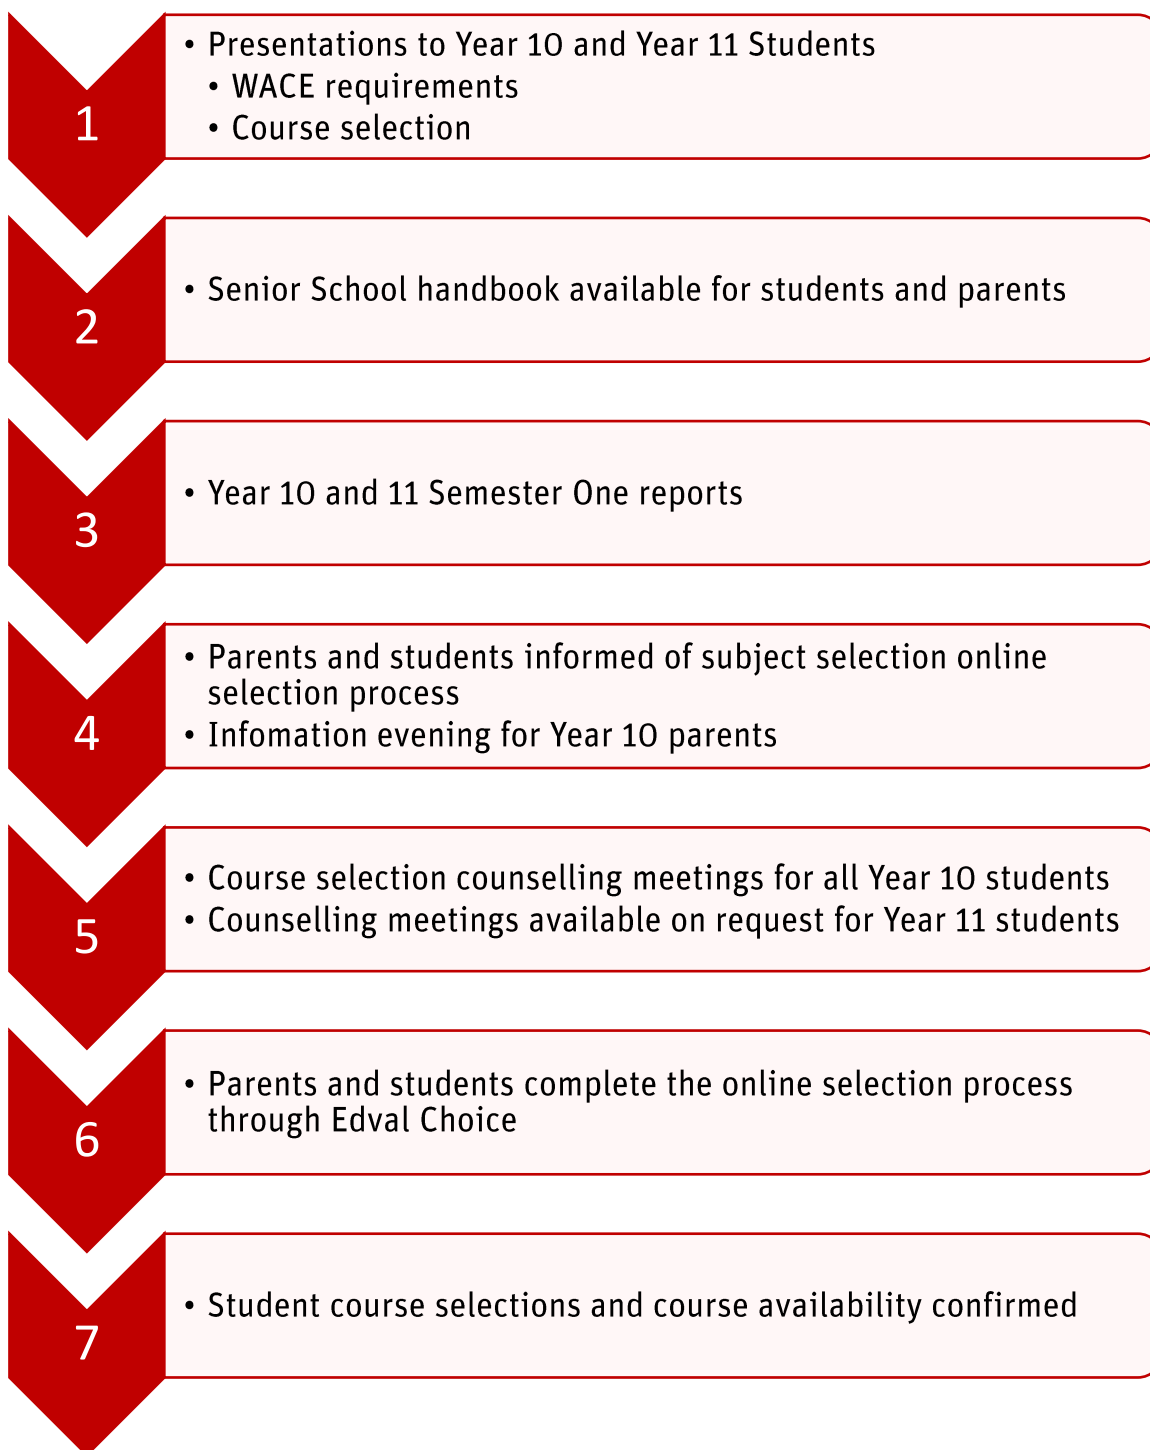 1
• Presentations to Year 10 and Year 11 Students
• WACE requirements
• Course selection
2
• Senior School handbook available for students and parents
3
• Year 10 and 11 Semester One reports
4
• Parents and students informed of subject selection online
selection process
• Infomation evening for Year 10 parents
5
• Course selection counselling meetings for all Year 10 students
• Counselling meetings available on request for Year 11 students
6
• Parents and students complete the online selection process
through Edval Choice
7
• Student course selections and course availability confirmed